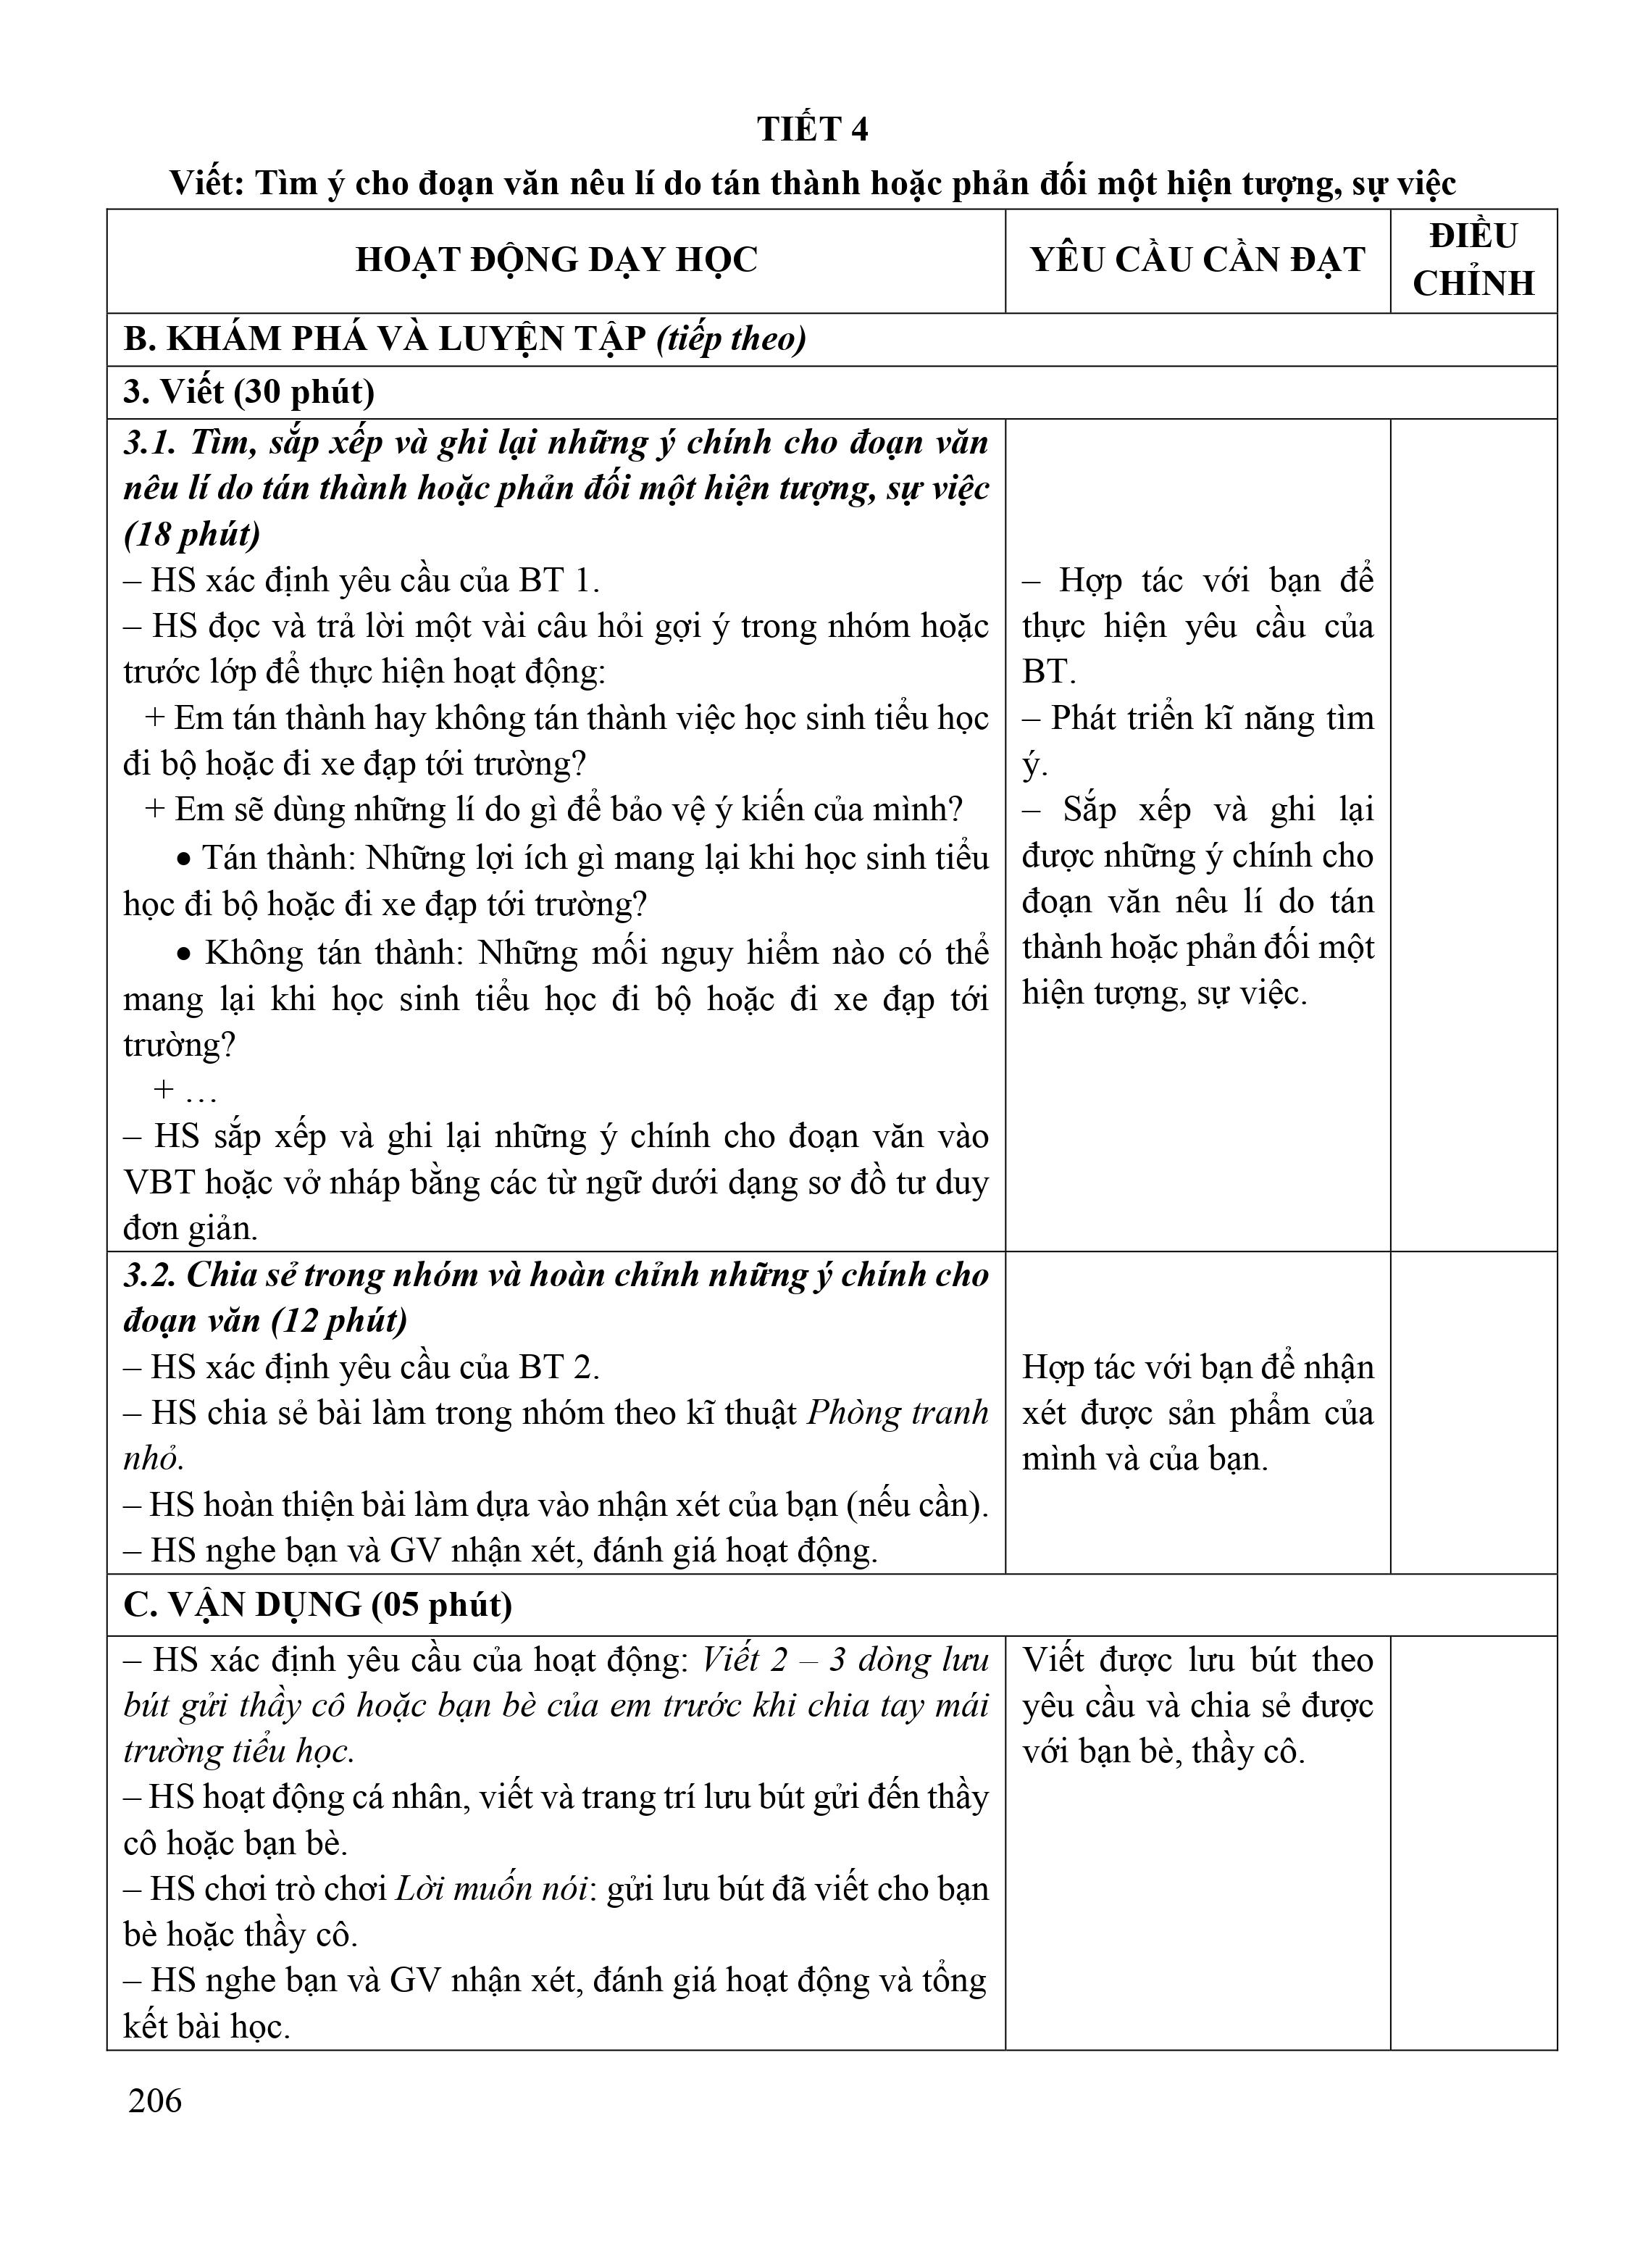 TIẾT 4
Viết: Tìm ý cho đoạn văn nêu lí do tán thành hoặc phản đối một hiện tượng, sự việc
HOẠT ĐỘNG DẠY HỌC
YÊU CẦU CẦN ĐẠT
ĐIỀU
CHỈNH
B. KHÁM PHÁ VÀ LUYỆN TẬP (tiếp theo)
3. Viết (30 phút)
3.1. Tìm, sắp xếp và ghi lại những ý chính cho đoạn văn
nêu lí do tán thành hoặc phản đối một hiện tượng, sự việc
(18 phút)
– HS xác định yêu cầu của BT 1.
– HS đọc và trả lời một vài câu hỏi gợi ý trong nhóm hoặc
trước lớp để thực hiện hoạt động:
+ Em tán thành hay không tán thành việc học sinh tiểu học
đi bộ hoặc đi xe đạp tới trường?
+ Em sẽ dùng những lí do gì để bảo vệ ý kiến của mình?
• Tán thành: Những lợi ích gì mang lại khi học sinh tiểu
học đi bộ hoặc đi xe đạp tới trường?
• Không tán thành: Những mối nguy hiểm nào có thể
mang lại khi học sinh tiểu học đi bộ hoặc đi xe đạp tới
trường?
+ …
– HS sắp xếp và ghi lại những ý chính cho đoạn văn vào
VBT hoặc vở nháp bằng các từ ngữ dưới dạng sơ đồ tư duy
đơn giản.
– Hợp tác với bạn để
thực hiện yêu cầu của
BT.
– Phát triển kĩ năng tìm
ý.
– Sắp xếp và ghi lại
được những ý chính cho
đoạn văn nêu lí do tán
thành hoặc phản đối một
hiện tượng, sự việc.
3.2. Chia sẻ trong nhóm và hoàn chỉnh những ý chính cho
đoạn văn (12 phút)
– HS xác định yêu cầu của BT 2.
– HS chia sẻ bài làm trong nhóm theo kĩ thuật Phòng tranh
nhỏ.
– HS hoàn thiện bài làm dựa vào nhận xét của bạn (nếu cần).
– HS nghe bạn và GV nhận xét, đánh giá hoạt động.
Hợp tác với bạn để nhận
xét được sản phẩm của
mình và của bạn.
C. VẬN DỤNG (05 phút)
– HS xác định yêu cầu của hoạt động: Viết 2 – 3 dòng lưu
bút gửi thầy cô hoặc bạn bè của em trước khi chia tay mái
trường tiểu học.
– HS hoạt động cá nhân, viết và trang trí lưu bút gửi đến thầy
cô hoặc bạn bè.
– HS chơi trò chơi Lời muốn nói: gửi lưu bút đã viết cho bạn
bè hoặc thầy cô.
– HS nghe bạn và GV nhận xét, đánh giá hoạt động và tổng
kết bài học.
Viết được lưu bút theo
yêu cầu và chia sẻ được
với bạn bè, thầy cô.
206